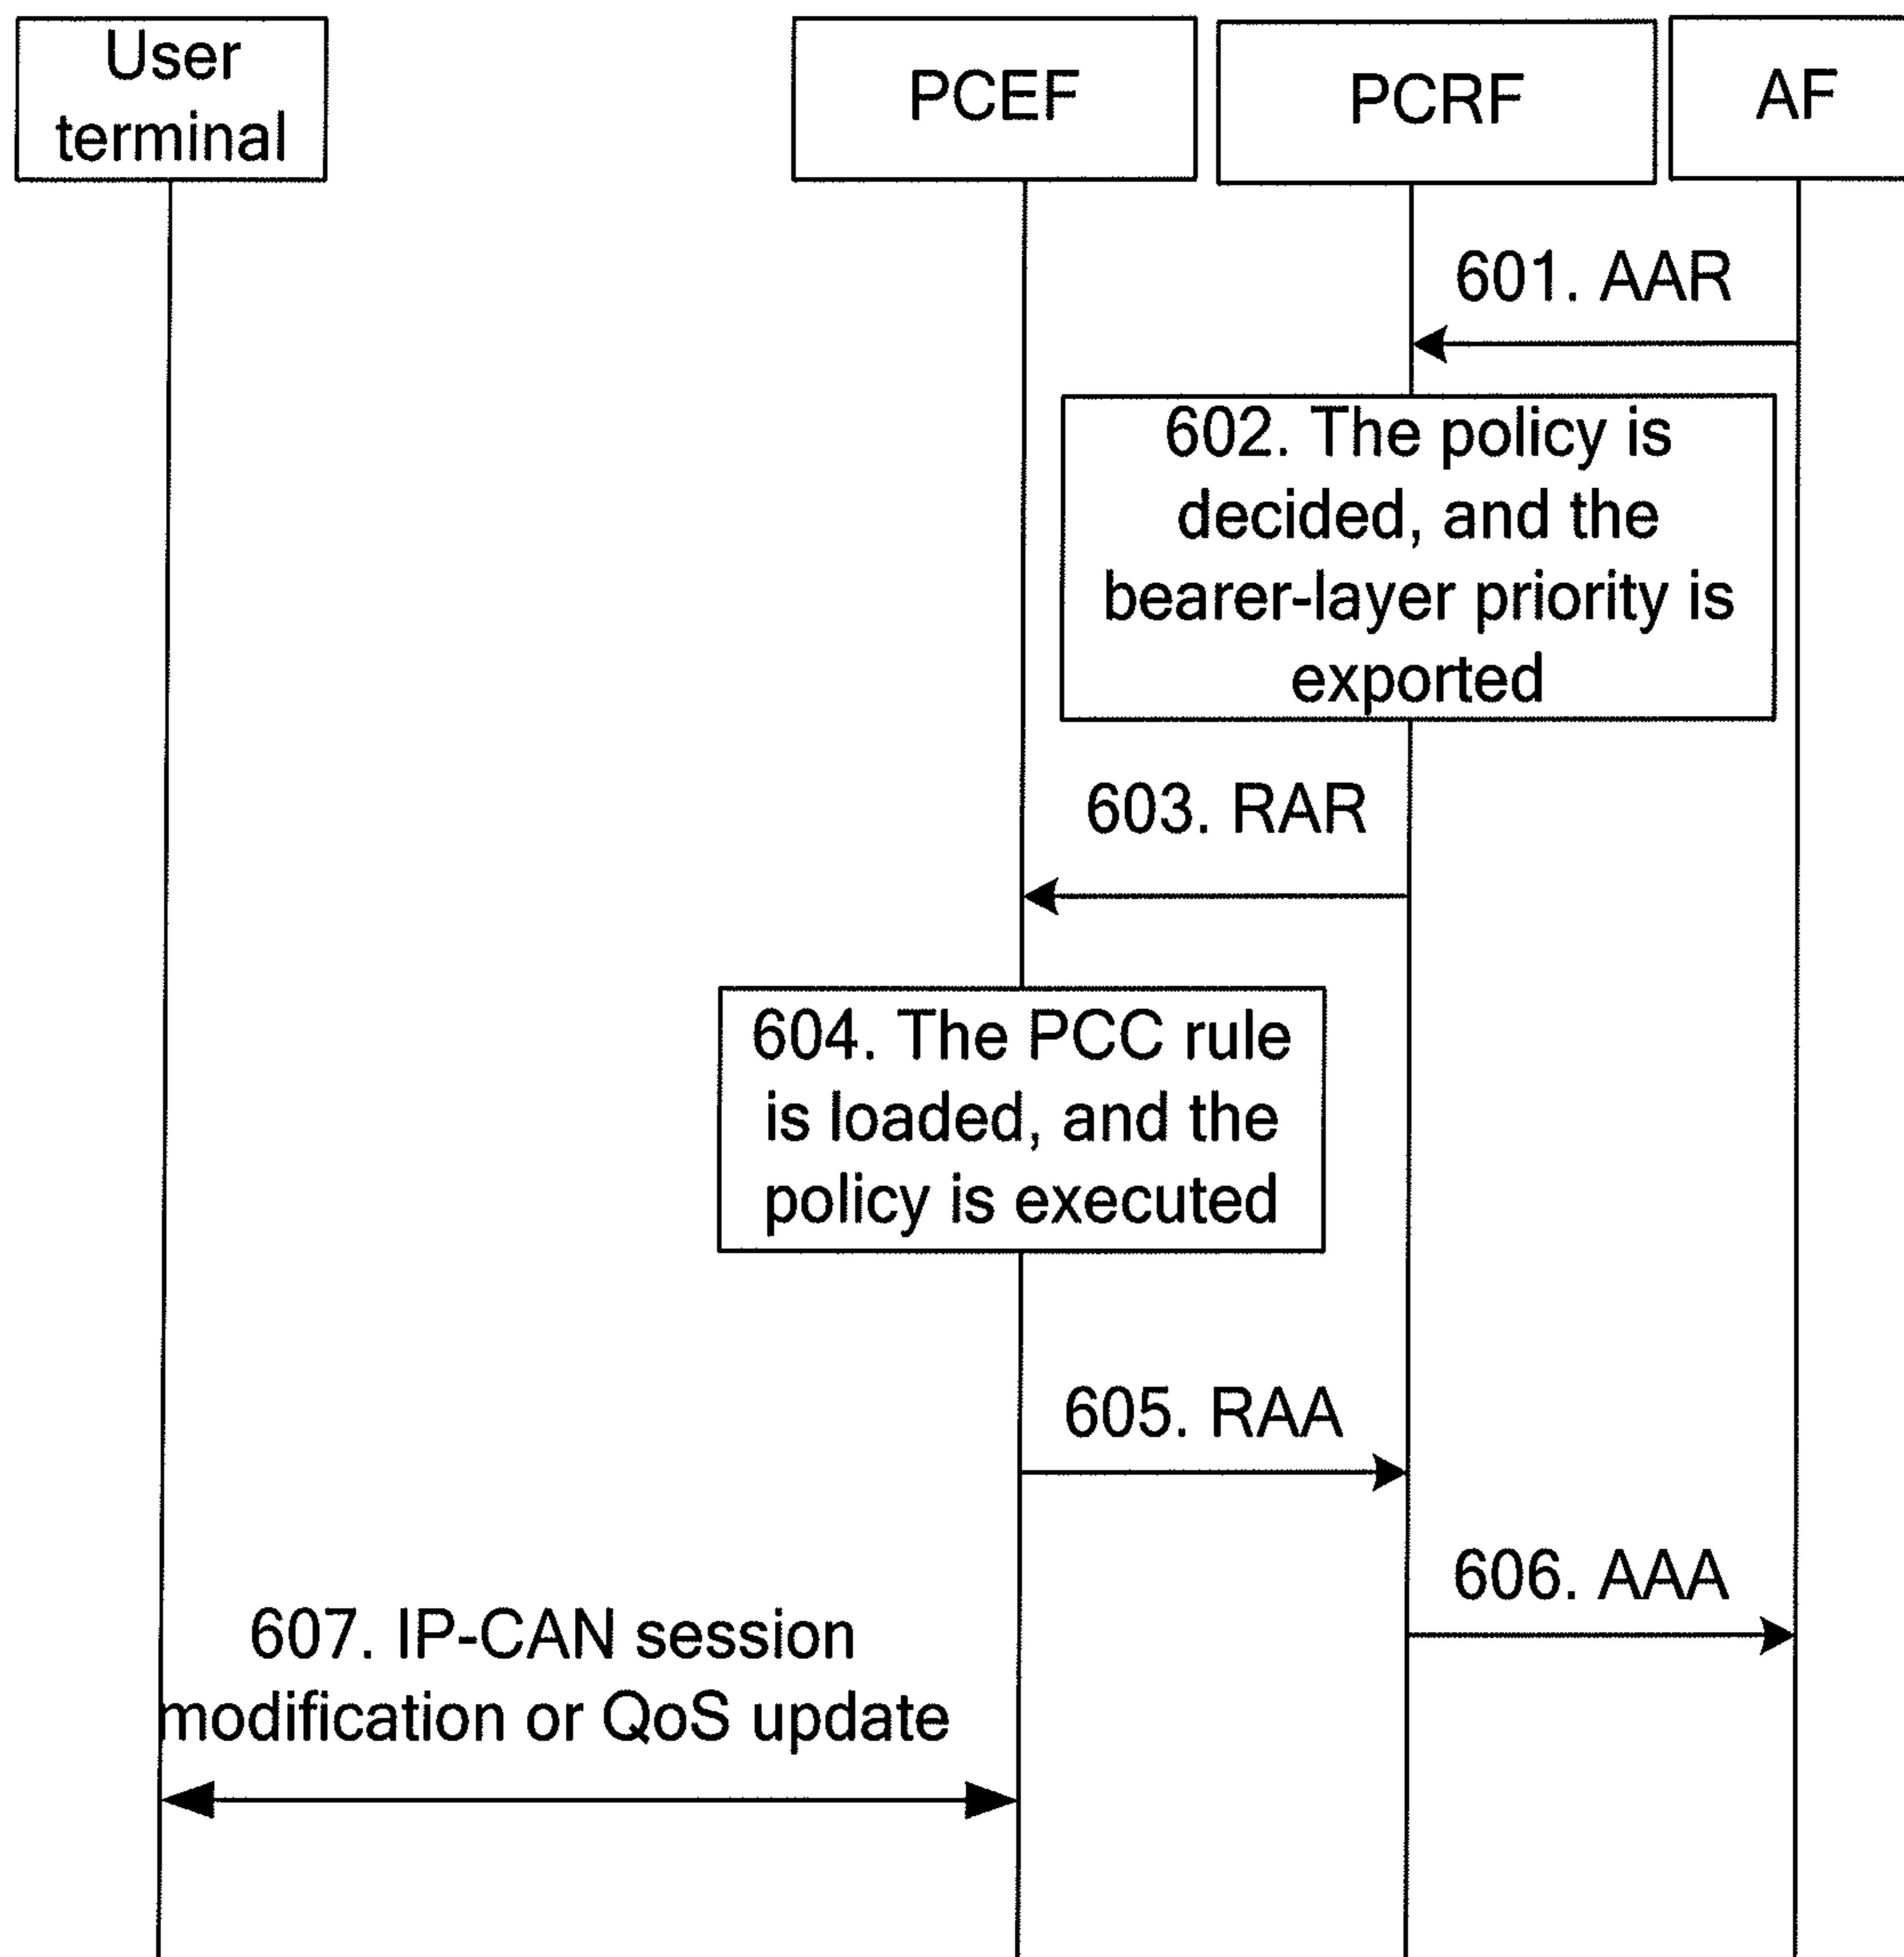 User
terminal
PCEF
PCRF
AF
601. AAR
602. The policy is
decided, and the
bearer-layer priority is
exported
603. RAR
604. The PCC rule
is loaded, and the
policy is executed
605. RAA
606. AAA
607. IP-CAN session
modification or QoS update